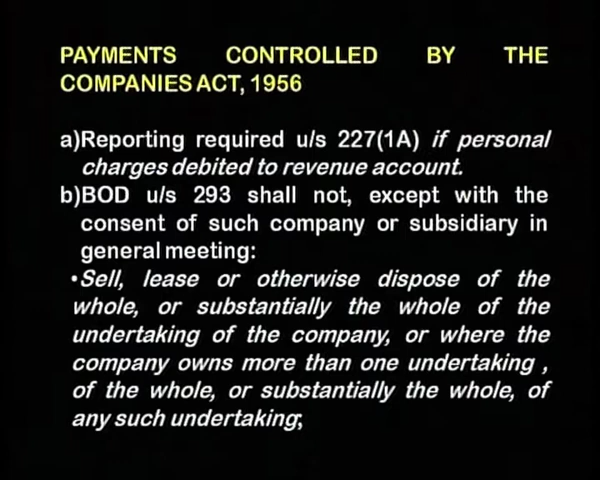 PAYMENTS CONTROLLED BY THE
COMPANIES ACT, 1956
a)Reporting required u/s 227(1A) if personal
charges debited to revenue account.
b)BOD u/s 293 shall not, except with the
consent of such company or subsidiary in
general meeting:
•Sell, lease or otherwise dispose of the
whole, or substantially the whole of the
undertaking of the company, or where the
company owns more than one undertaking ,
of the whole, or substantially the whole, of
any such undertaking;